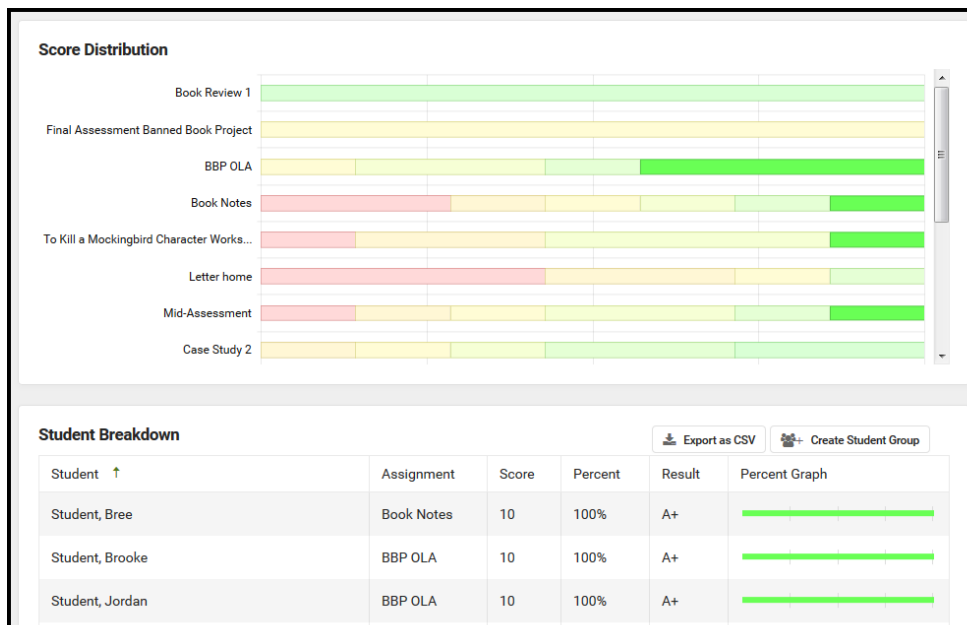 Score Distribution
Book Review 1
Final Assessment Banned Book Project
BBP OLA
Book Notes
To Kill a Mockingbird Character Works...
Letter home
Mid-Assessment
Case Study 2
Student Breakdown
Export as CSV
Create Student Group
Student Assignment Score Percent Result Percent Graph
Student, Bree Book Notes 10 100% A+
Student, Brooke BBP OLA 10 100% A+
Student, Jordan BBP OLA 10 100% A+